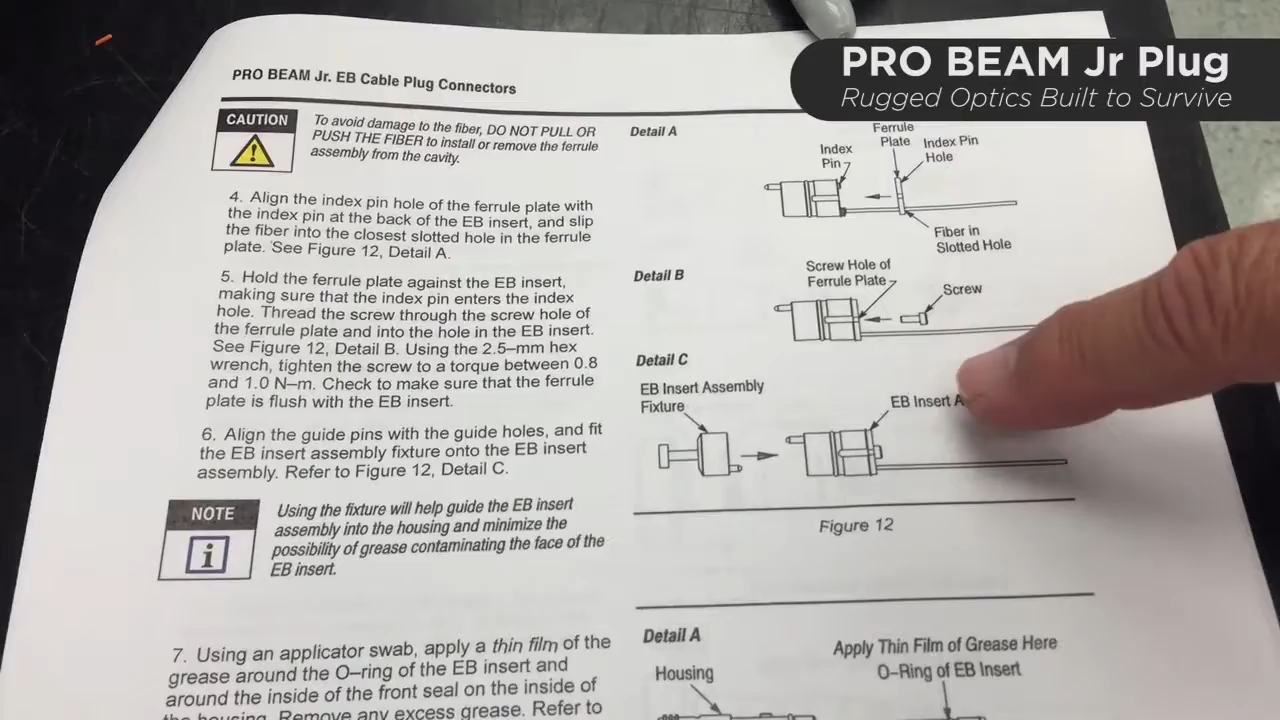 PRO BEAM Jr Plug
Rugged Optics Built to Survive
PRO BEAM Jr. EB Cable Plug Connectors
CAUTION
To avoid damage to the fiber, DO NOT PULL OR
PUSH THE FIBER to install or remove the ferrule
assembly from the cavity.
4. Align the index pin hole of the ferrule plate with
the index pin at the back of the EB insert, and slip
the fiber into the closest slotted hole in the ferrule
plate. See Figure 12, Detail A.
5. Hold the ferrule plate against the EB insert,
making sure that the index pin enters the index
hole. Thread the screw through the screw hole of
the ferrule plate and into the hole in the EB insert.
See Figure 12, Detail B. Using the 2.5–mm hex
wrench, tighten the screw to a torque between 0.8
and 1.0 N–m. Check to make sure that the ferrule
plate is flush with the EB insert.
6. Align the guide pins with the guide holes, and fit
the EB insert assembly fixture onto the EB insert
assembly. Refer to Figure 12, Detail C.
NOTE
i
Using the fixture will help guide the EB insert
assembly into the housing and minimize the
possibility of grease contaminating the face of the
EB insert.
7. Using an applicator swab, apply a thin film of the
grease around the O–ring of the EB insert and
around the inside of the front seal on the inside of
the housing. Remove any excess grease. Refer to
Detail A
Index
Pin
Ferrule
Plate
Index Pin
Hole
Fiber in
Slotted Hole
Detail B
Screw Hole of
Ferrule Plate
Screw
Detail C
EB Insert Assembly
Fixture
EB Insert
Figure 12
Detail A
Housing
Apply Thin Film of Grease Here
O–Ring of EB Insert